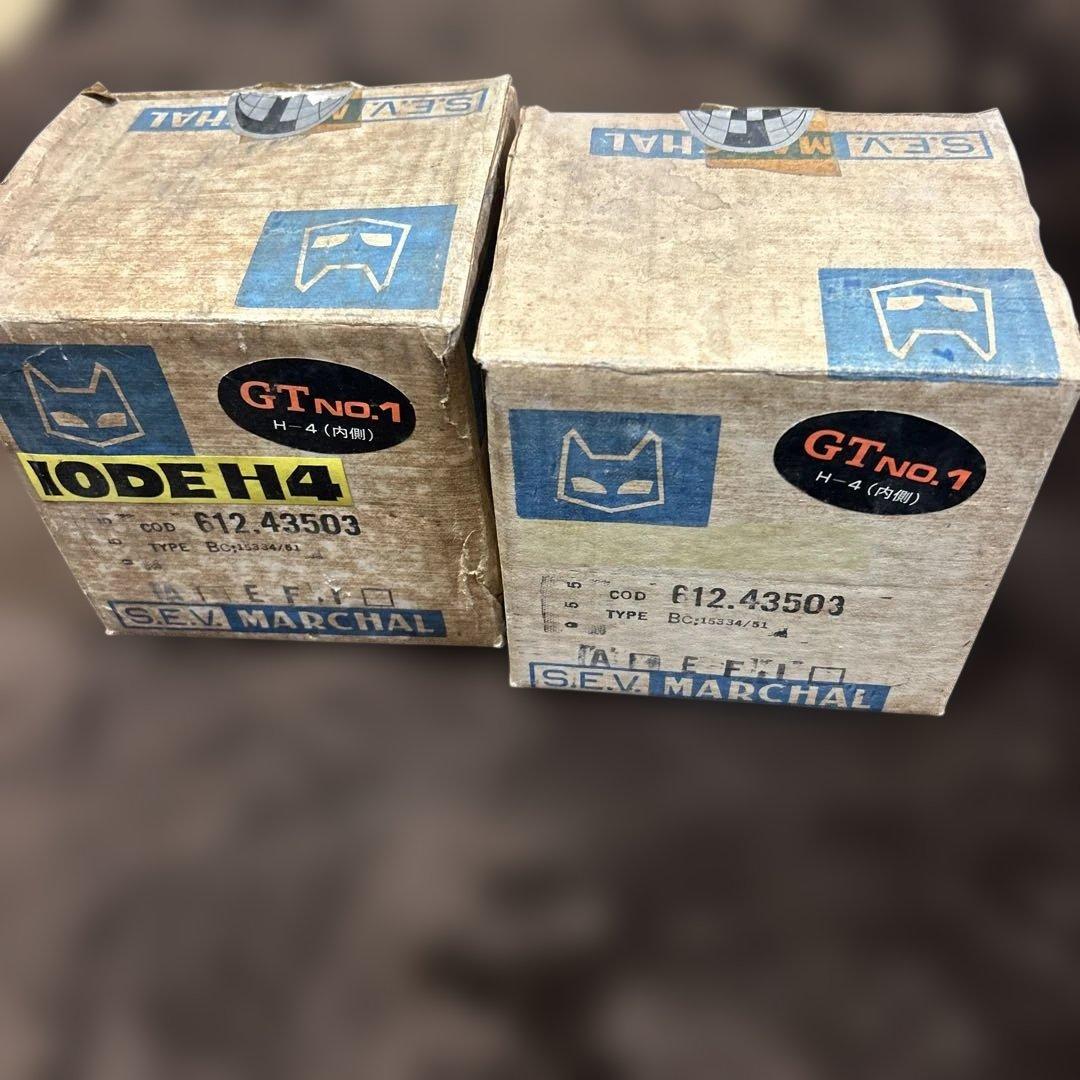 S.E.V. MARCHAL
GT NO.1
H-4 (内側)
IODE H4
COD 612.43503
TYPE BC;15334/51
S.E.V. MARCHAL
S.E.V. MARCHAL
GT NO.1
H-4 (内側)
COD 612.43503
TYPE BC;15334/51
S.E.V. MARCHAL